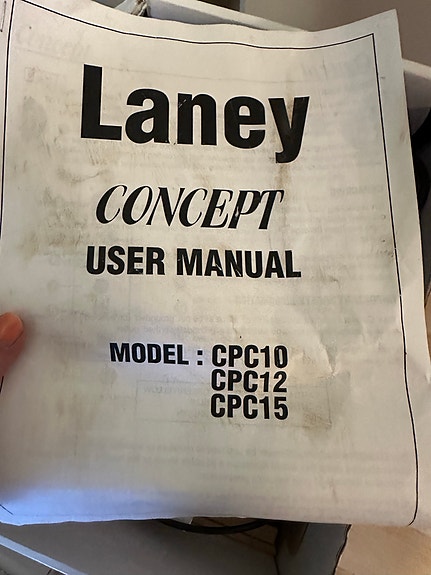 Laney
CONCEPT
USER MANUAL
MODEL : CPC10
CPC12
CPC15